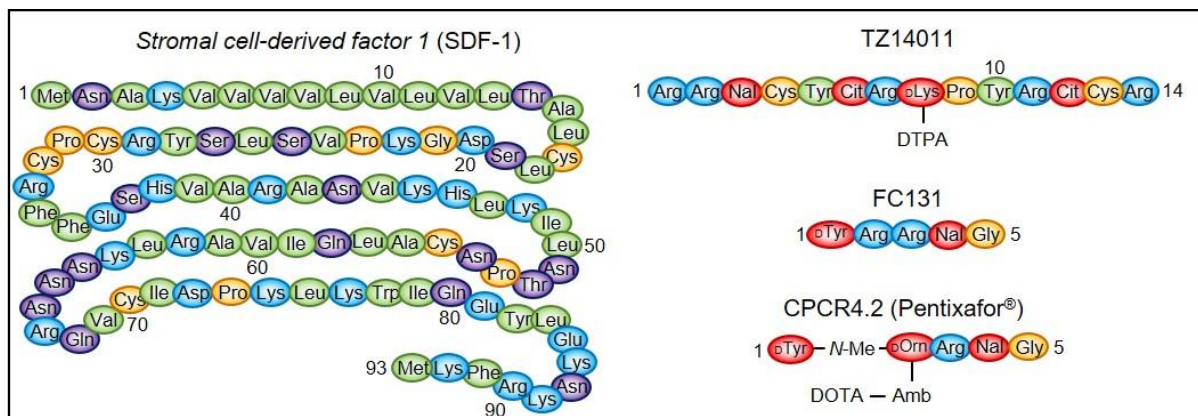 Stromal cell-derived factor 1 (SDF-1)
10
1 Met Asn Ala Lys Val Val Val Val Leu Val Leu Val Leu Thr
Ala
Leu
Cys Pro Cys Arg Tyr Ser Leu Ser Val Pro Lys Gly Asp Ser Leu Cys
30 20
Arg Phe Phe Glu Ser His Val Ala Arg Ala Asn Val Lys His Leu Lys Ile Leu 50
40
Asn Asn Asn Lys Leu Arg Ala Val Ile Gln Leu Ala Cys Asn Pro Thr Asn
60
Arg Gln Val Cys Ile Asp Pro Lys Leu Lys Trp Ile Gln Glu Tyr Leu
70 80
Glu
Lys
93 Met Lys Phe Arg Lys Asn
90
TZ14011
10
1 Arg Arg Nal Cys Tyr Cit Arg DLys Pro Tyr Arg Cit Cys Arg 14
DTPA
FC131
1 DTyr Arg Arg Nal Gly 5
CPCR4.2 (Pentixafor®)
1 DTyr — N-Me — DOrn Arg Nal Gly 5
DOTA — Amb